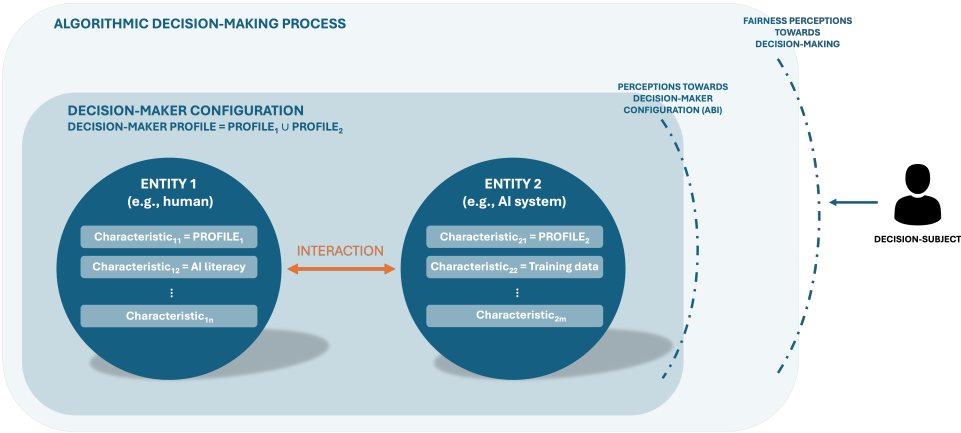 ALGORITHMIC DECISION-MAKING PROCESS
FAIRNESS PERCEPTIONS
TOWARDS
DECISION-MAKING
PERCEPTIONS TOWARDS
DECISION-MAKER
CONFIGURATION (ABI)
DECISION-MAKER CONFIGURATION
DECISION-MAKER PROFILE = PROFILE₁ ∪ PROFILE₂
ENTITY 1
(e.g., human)
Characteristic₁₁ = PROFILE₁
Characteristic₁₂ = AI literacy
⋮
Characteristic₁ₙ
INTERACTION
ENTITY 2
(e.g., AI system)
Characteristic₂₁ = PROFILE₂
Characteristic₂₂ = Training data
⋮
Characteristic₂ₘ
DECISION-SUBJECT